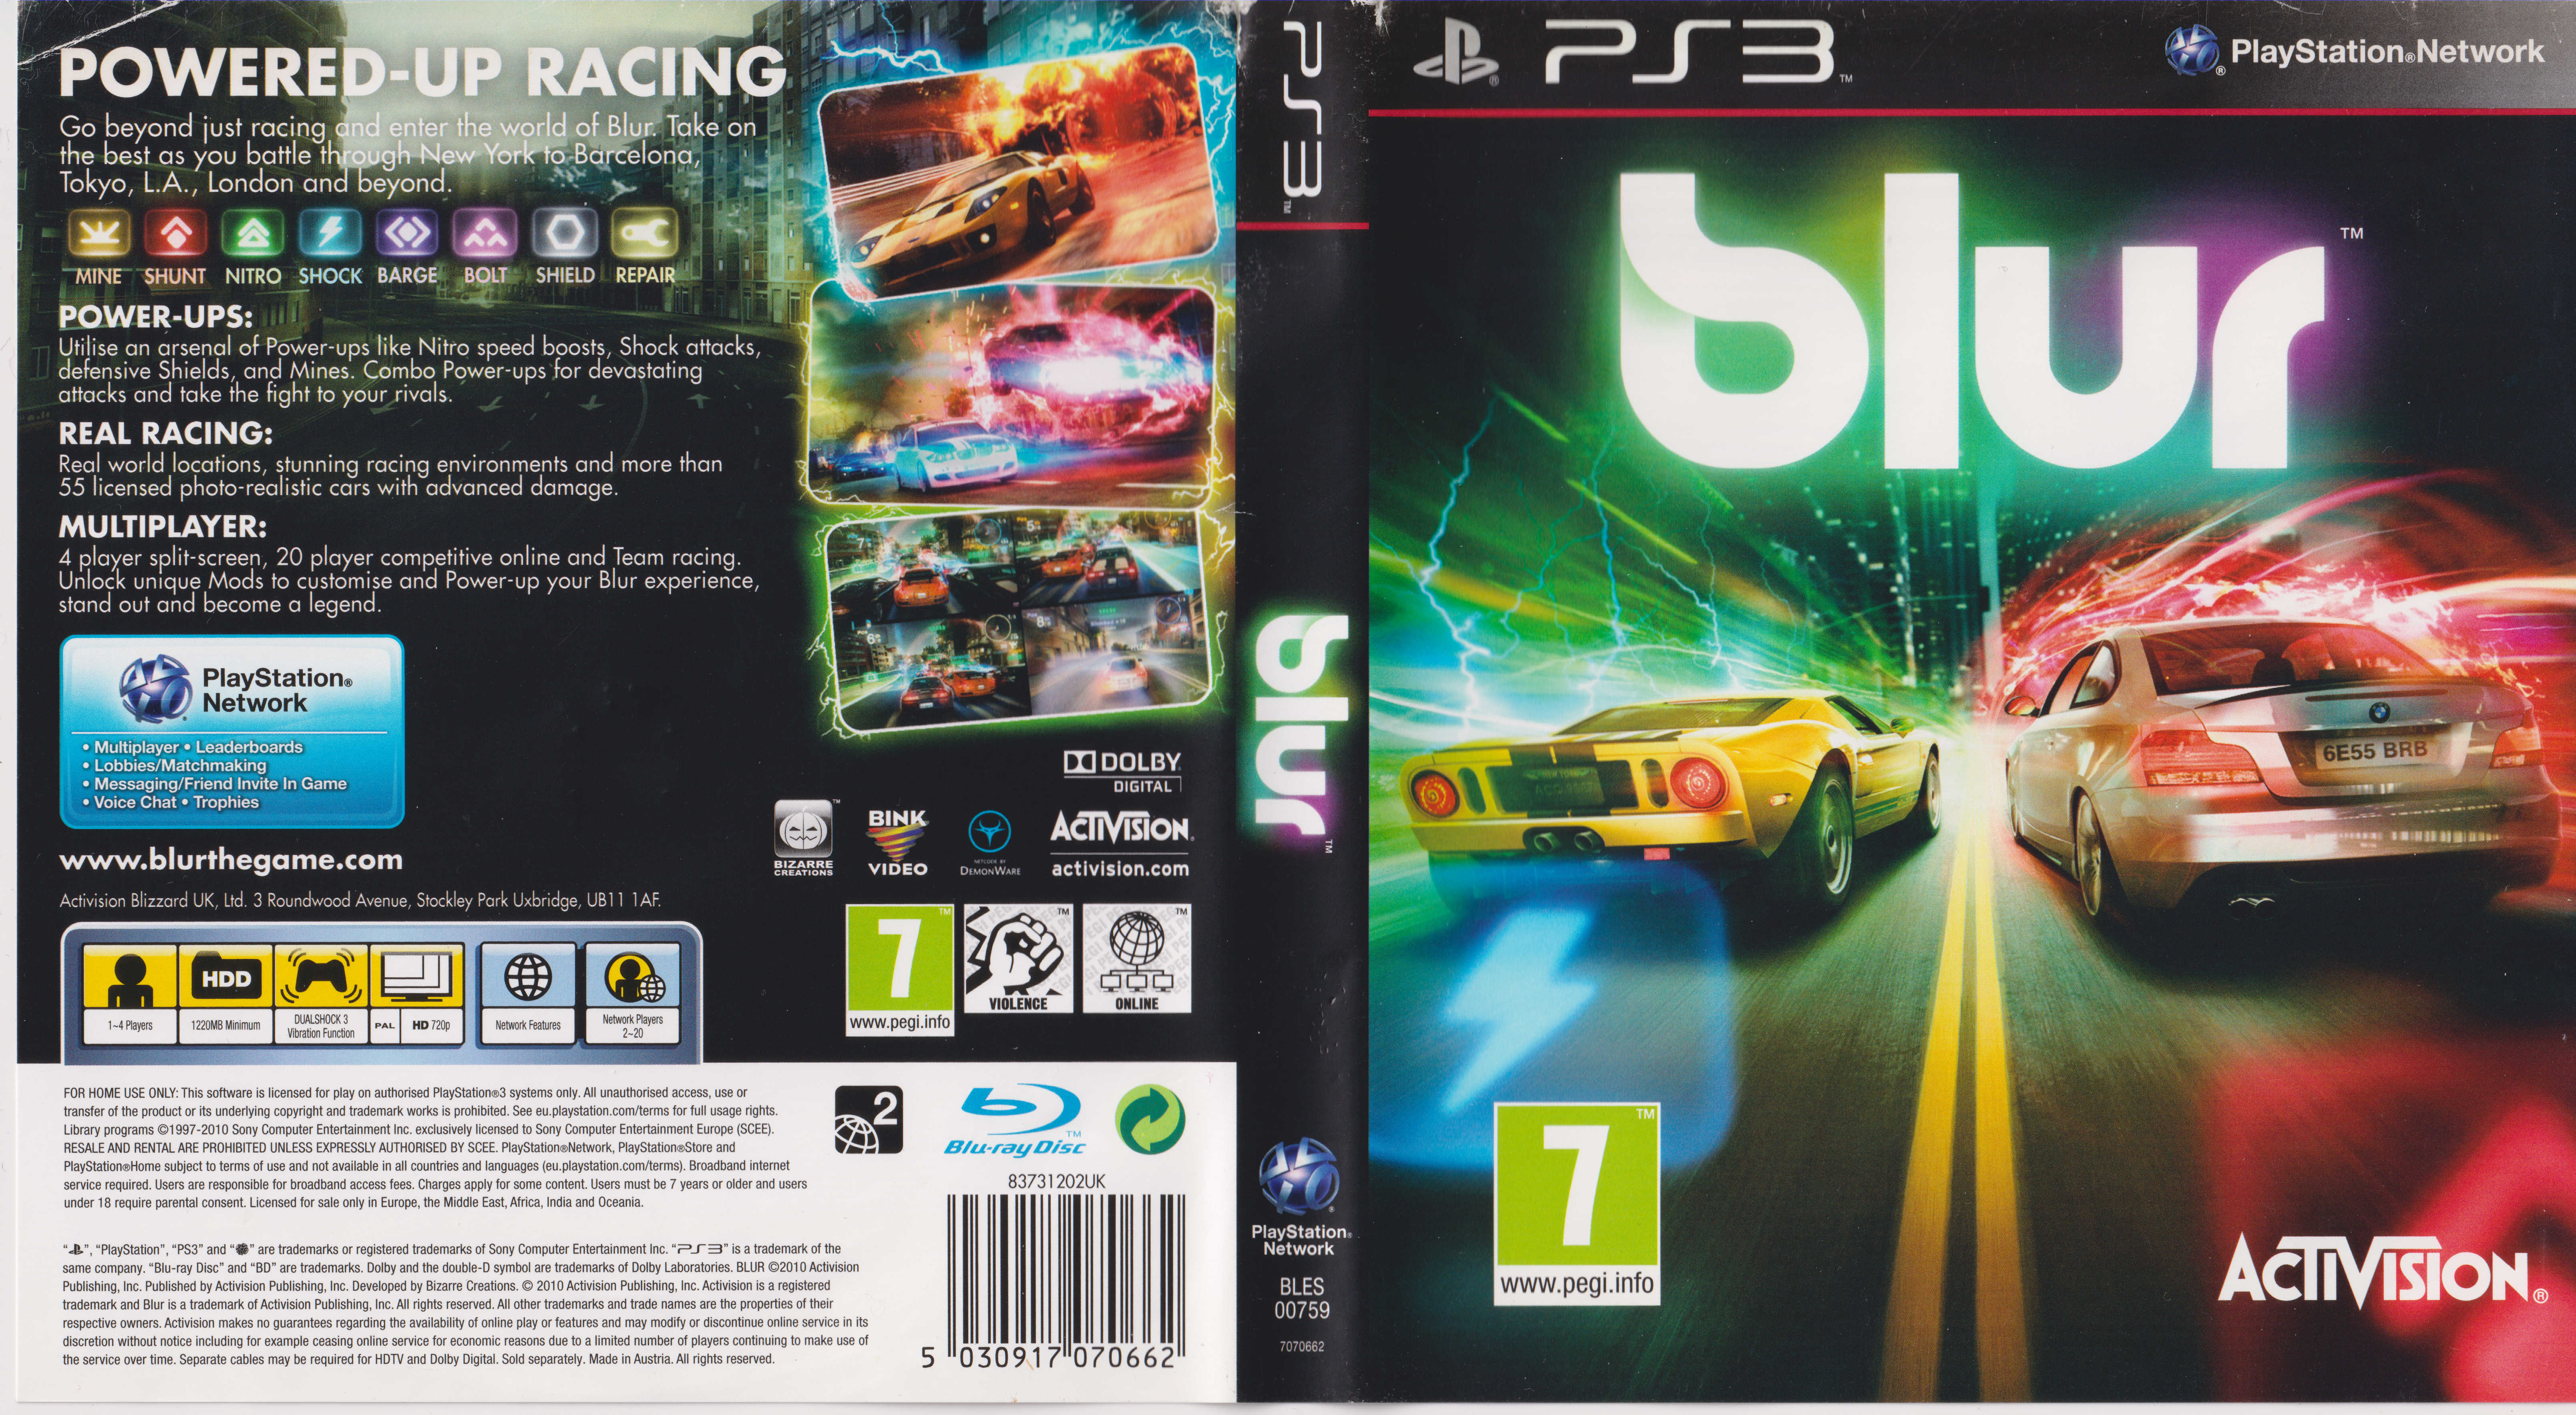 POWERED-UP RACING
Go beyond just racing and enter the world of Blur. Take on
the best as you battle through New York to Barcelona,
Tokyo, L.A., London and beyond.
MINE SHUNT NITRO SHOCK BARGE BOLT SHIELD REPAIR
POWER-UPS:
Utilise an arsenal of Power-ups like Nitro speed boosts, Shock attacks,
defensive Shields, and Mines. Combo Power-ups for devastating
attacks and take the fight to your rivals.
REAL RACING:
Real world locations, stunning racing environments and more than
55 licensed photo-realistic cars with advanced damage.
MULTIPLAYER:
4 player split-screen, 20 player competitive online and Team racing.
Unlock unique Mods to customise and Power-up your Blur experience,
stand out and become a legend.
PlayStation®
Network
• Multiplayer • Leaderboards
• Lobbies/Matchmaking
• Messaging/Friend Invite In Game
• Voice Chat • Trophies
www.blurthegame.com
Activision Blizzard UK, Ltd. 3 Roundwood Avenue, Stockley Park Uxbridge, UB11 1AF.
DOLBY
DIGITAL
BIZARRE
CREATIONS
BINK
VIDEO
NETCODE BY
DEMONWARE
ACTIVISION®
activision.com
HDD
1~4 Players
1220MB Minimum
DUALSHOCK 3
Vibration Function
PAL
HD 720p
Network Features
Network Players
2~20
7™
www.pegi.info
VIOLENCE
ONLINE
FOR HOME USE ONLY: This software is licensed for play on authorised PlayStation®3 systems only. All unauthorised access, use or
transfer of the product or its underlying copyright and trademark works is prohibited. See eu.playstation.com/terms for full usage rights.
Library programs ©1997-2010 Sony Computer Entertainment Inc. exclusively licensed to Sony Computer Entertainment Europe (SCEE).
RESALE AND RENTAL ARE PROHIBITED UNLESS EXPRESSLY AUTHORISED BY SCEE. PlayStation®Network, PlayStation®Store and
PlayStation®Home subject to terms of use and not available in all countries and languages (eu.playstation.com/terms). Broadband internet
service required. Users are responsible for broadband access fees. Charges apply for some content. Users must be 7 years or older and users
under 18 require parental consent. Licensed for sale only in Europe, the Middle East, Africa, India and Oceania.
“ ”, “PlayStation”, “PS3” and “ ” are trademarks or registered trademarks of Sony Computer Entertainment Inc. “PS3” is a trademark of the
same company. “Blu-ray Disc” and “BD” are trademarks. Dolby and the double-D symbol are trademarks of Dolby Laboratories. BLUR ©2010 Activision
Publishing, Inc. Published by Activision Publishing, Inc. Developed by Bizarre Creations. © 2010 Activision Publishing, Inc. Activision is a registered
trademark and Blur is a trademark of Activision Publishing, Inc. All rights reserved. All other trademarks and trade names are the properties of their
respective owners. Activision makes no guarantees regarding the availability of online play or features and may modify or discontinue online service in its
discretion without notice including for example ceasing online service for economic reasons due to a limited number of players continuing to make use of
the service over time. Separate cables may be required for HDTV and Dolby Digital. Sold separately. Made in Austria. All rights reserved.
2
Blu-ray Disc™
83731202UK
5 030917 070662
PS3™
blur™
PlayStation®
Network
BLES
00759
7070662
PS3™
PlayStation®Network
blur™
6E55 BRB
7™
www.pegi.info
ACTIVISION®